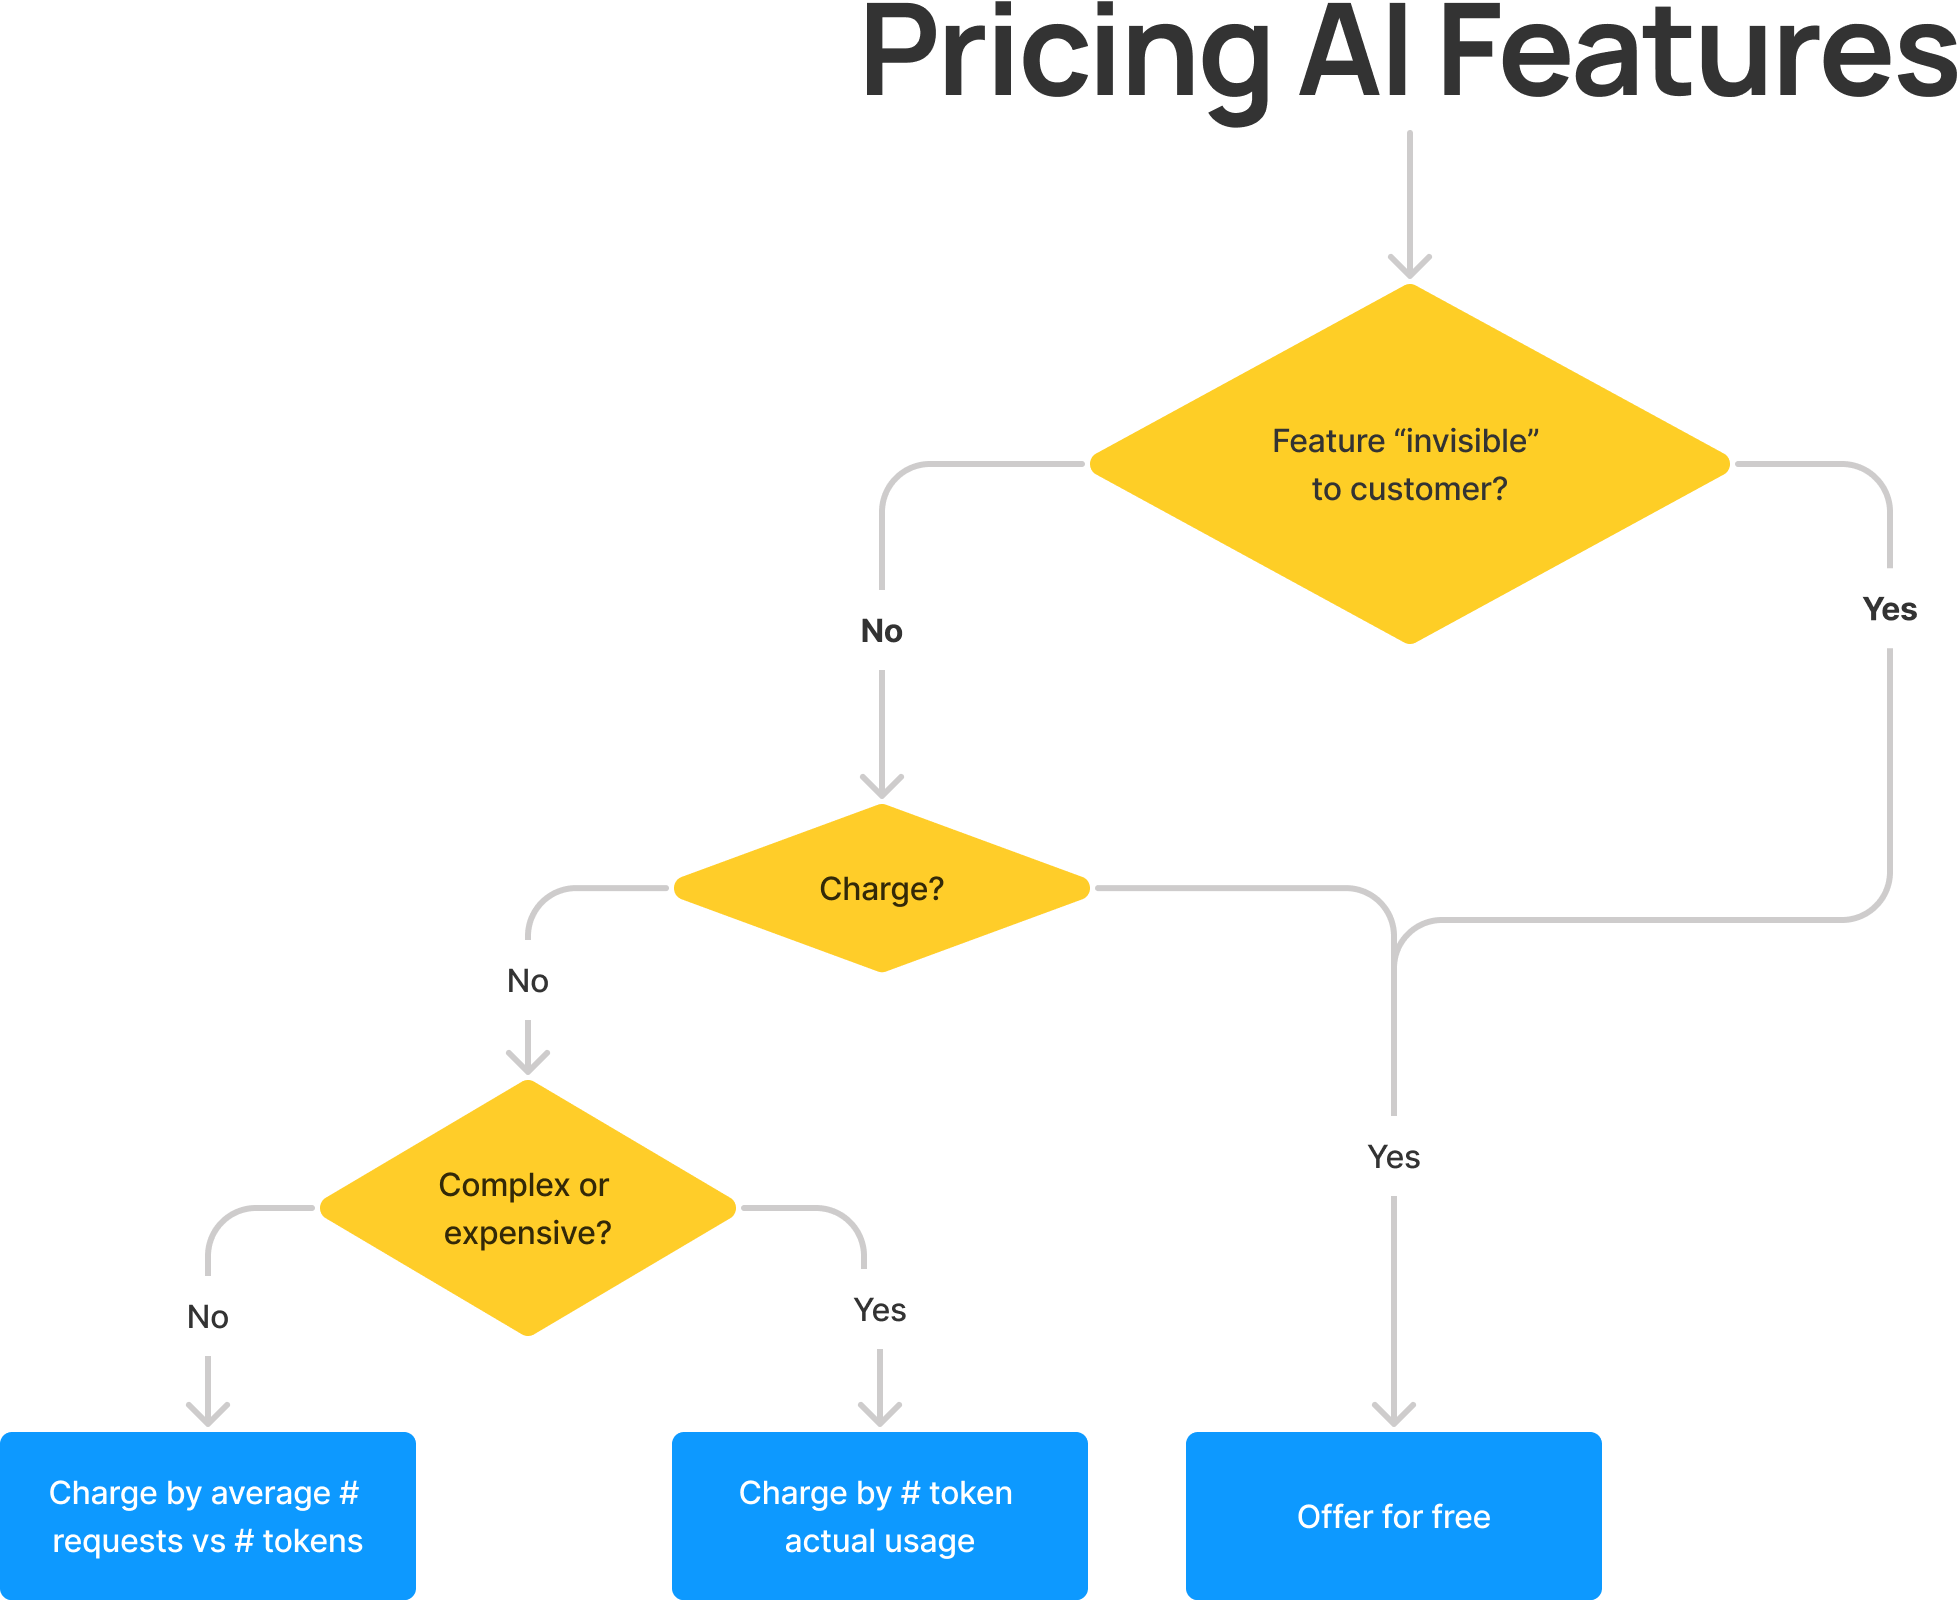 Pricing AI Features
Feature “invisible”
to customer?
No
Yes
Charge?
No
Yes
Complex or
expensive?
No
Yes
Charge by average #
requests vs # tokens
Charge by # token
actual usage
Offer for free